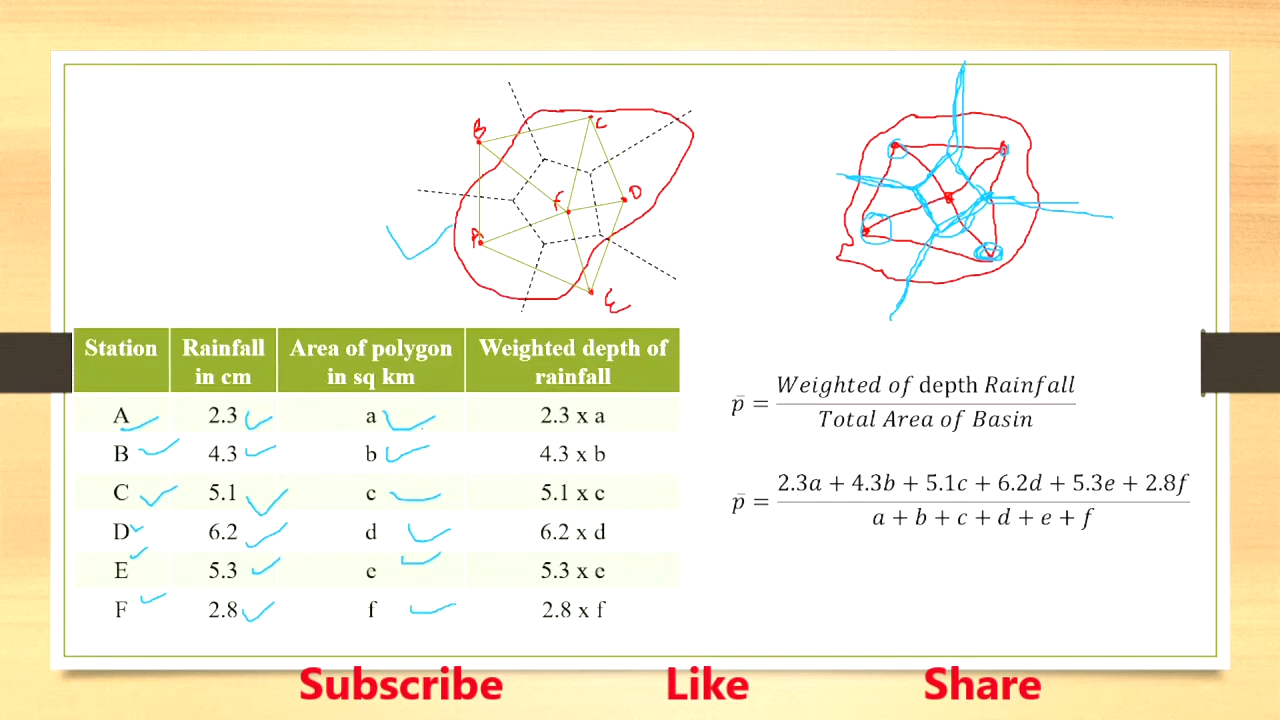 B
C
D
F
A
E
Station Rainfall in cm Area of polygon in sq km Weighted depth of rainfall
A 2.3 a 2.3 x a
B 4.3 b 4.3 x b
C 5.1 c 5.1 x c
D 6.2 d 6.2 x d
E 5.3 e 5.3 x e
F 2.8 f 2.8 x f
p̄ = Weighted of depth Rainfall / Total Area of Basin
p̄ = 2.3a + 4.3b + 5.1c + 6.2d + 5.3e + 2.8f / a + b + c + d + e + f
Subscribe Like Share